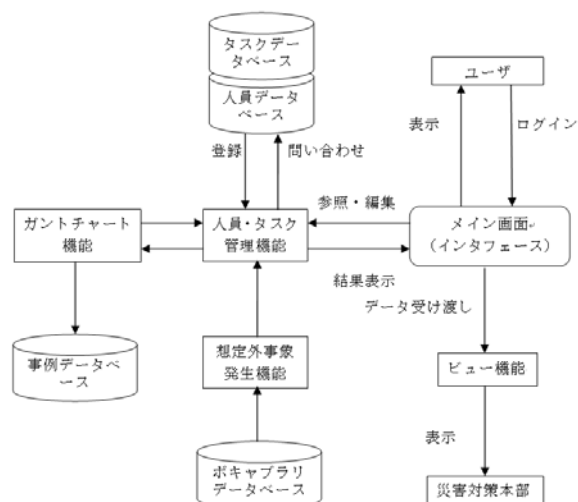 タスクデー
タベース
人員データ
ベース
ユーザ
表示
ログイン
登録
問い合わせ
参照・編集
ガントチャート
機能
人員・タスク
管理機能
メイン画面
（インタフェース）
結果表示
データ受け渡し
事例データベ
ース
想定外事象
発生機能
ビュー機能
表示
ボキャブラリ
データベース
災害対策本部